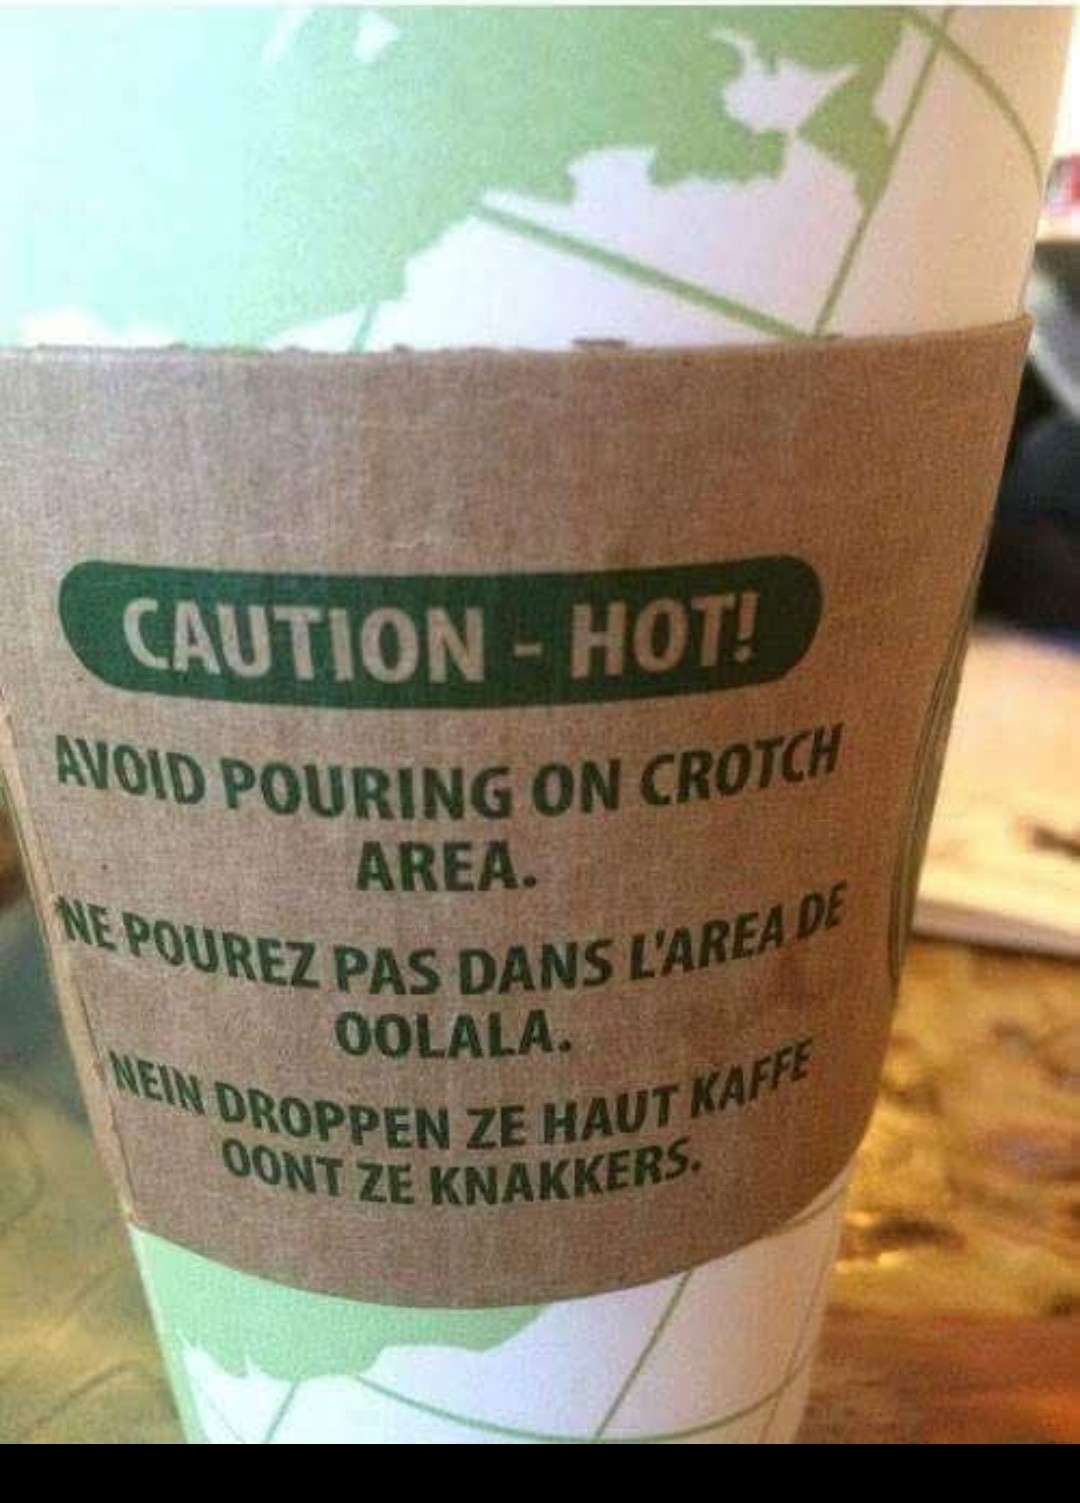 CAUTION - HOT!
AVOID POURING ON CROTCH
AREA.
NE POUREZ PAS DANS L'AREA DE
OOLALA.
NEIN DROPPEN ZE HAUT KAFFE
OONT ZE KNAKKERS.